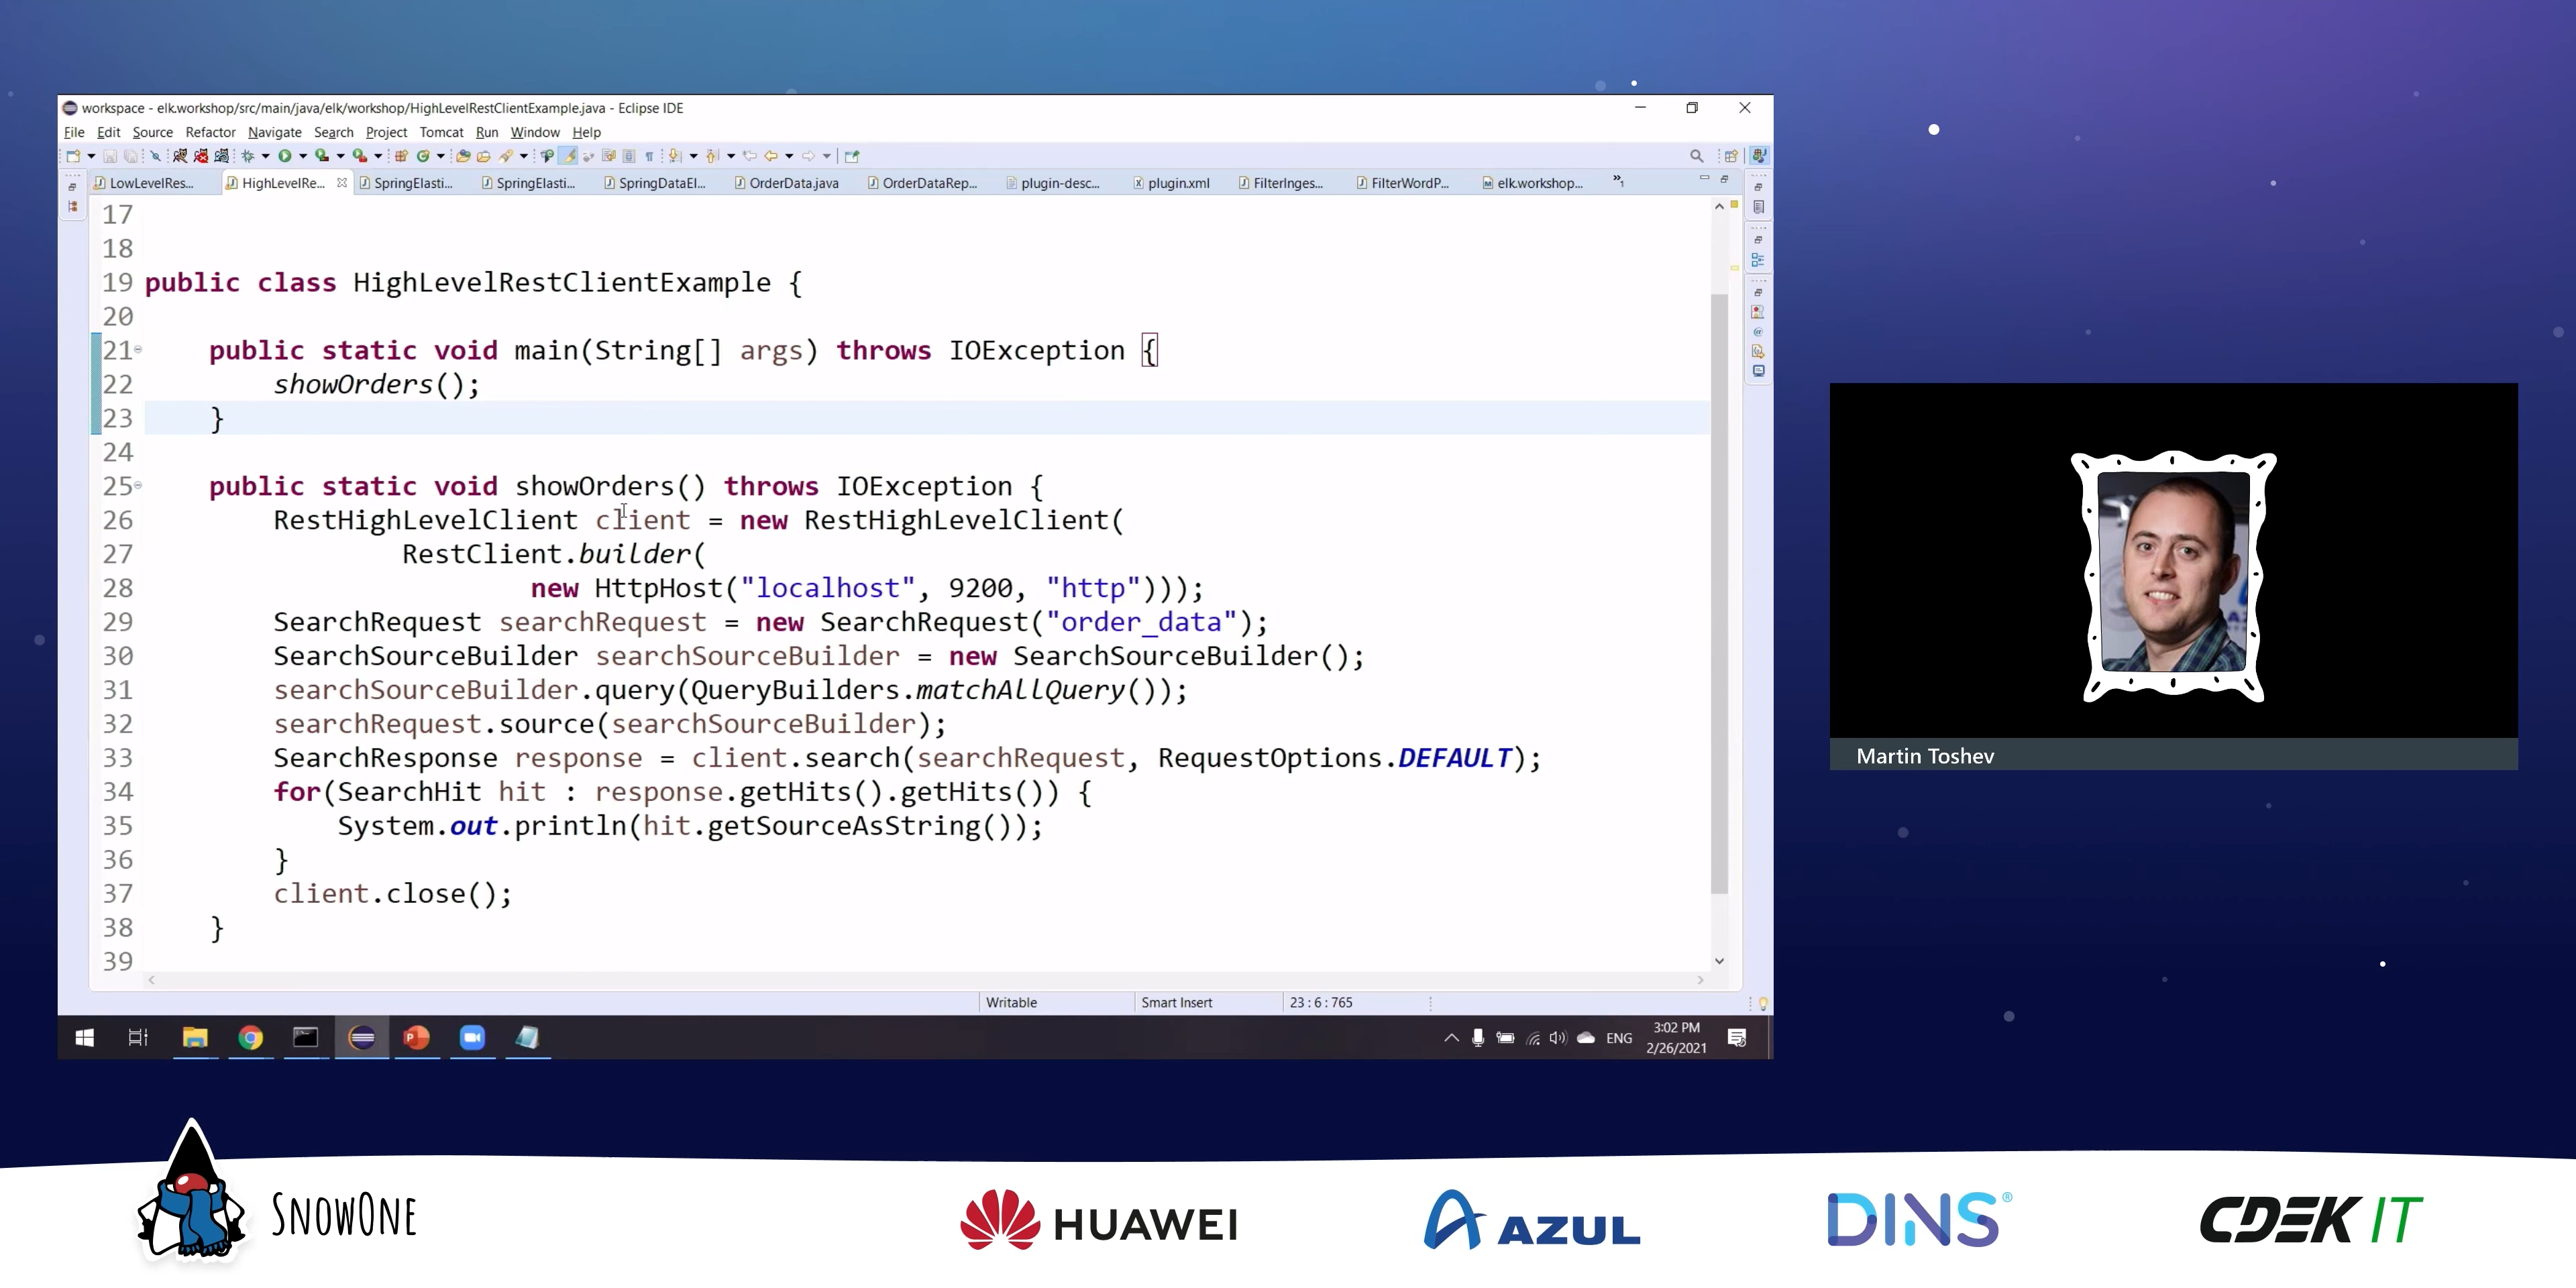 workspace - elk.workshop/src/main/java/elk/workshop/HighLevelRestClientExample.java - Eclipse IDE
File Edit Source Refactor Navigate Search Project Tomcat Run Window Help
LowLevelRes... HighLevelRe... SpringElasti... SpringElasti... SpringDataEl... OrderData.java OrderDataRep... plugin-desc... plugin.xml FilterInges... FilterWordP... elk.workshop... »1
17
18
19 public class HighLevelRestClientExample {
20
21 public static void main(String[] args) throws IOException {
22 showOrders();
23 }
24
25 public static void showOrders() throws IOException {
26 RestHighLevelClient client = new RestHighLevelClient(
27 RestClient.builder(
28 new HttpHost("localhost", 9200, "http")));
29 SearchRequest searchRequest = new SearchRequest("order_data");
30 SearchSourceBuilder searchSourceBuilder = new SearchSourceBuilder();
31 searchSourceBuilder.query(QueryBuilders.matchAllQuery());
32 searchRequest.source(searchSourceBuilder);
33 SearchResponse response = client.search(searchRequest, RequestOptions.DEFAULT);
34 for(SearchHit hit : response.getHits().getHits()) {
35 System.out.println(hit.getSourceAsString());
36 }
37 client.close();
38 }
39
Writable Smart Insert 23 : 6 : 765
ENG 3:02 PM
2/26/2021
Martin Toshev
SNOWONE
HUAWEI
AZUL
DINS®
CDEK IT